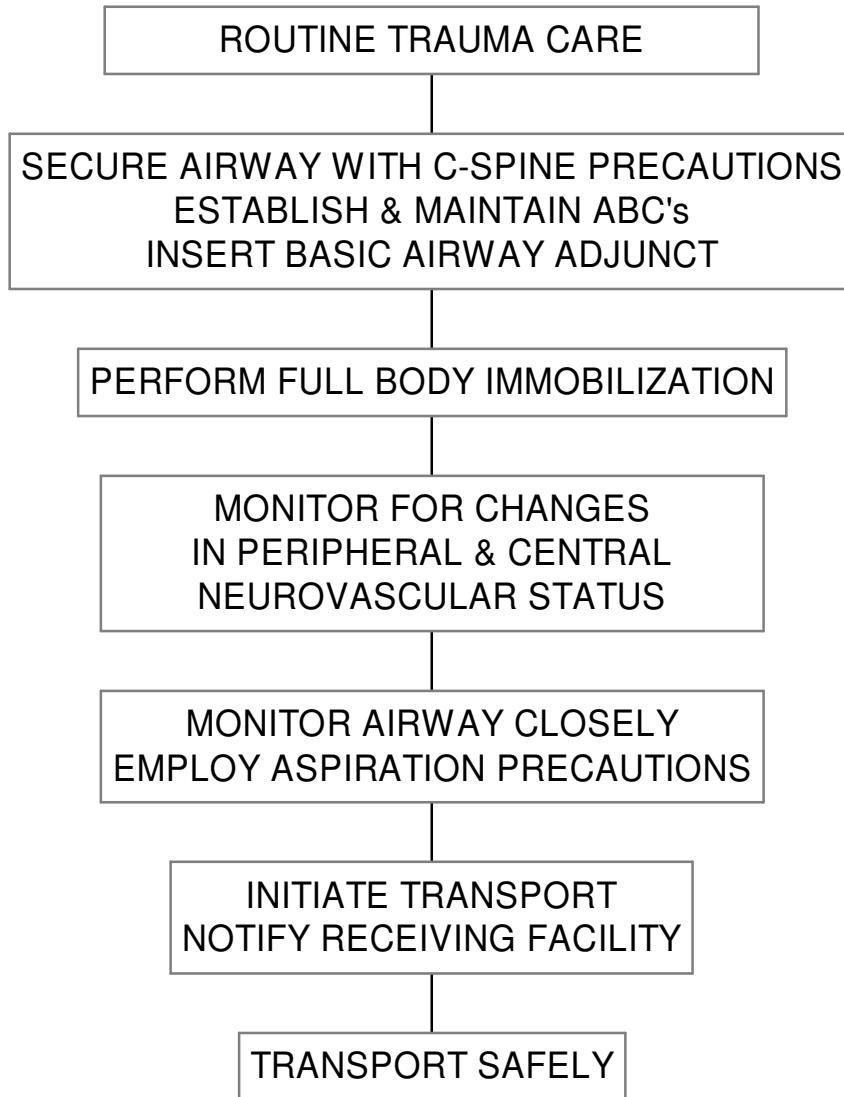 ROUTINE TRAUMA CARE
SECURE AIRWAY WITH C-SPINE PRECAUTIONS
ESTABLISH & MAINTAIN ABC's
INSERT BASIC AIRWAY ADJUNCT
PERFORM FULL BODY IMMOBILIZATION
MONITOR FOR CHANGES
IN PERIPHERAL & CENTRAL
NEUROVASCULAR STATUS
MONITOR AIRWAY CLOSELY
EMPLOY ASPIRATION PRECAUTIONS
INITIATE TRANSPORT
NOTIFY RECEIVING FACILITY
TRANSPORT SAFELY